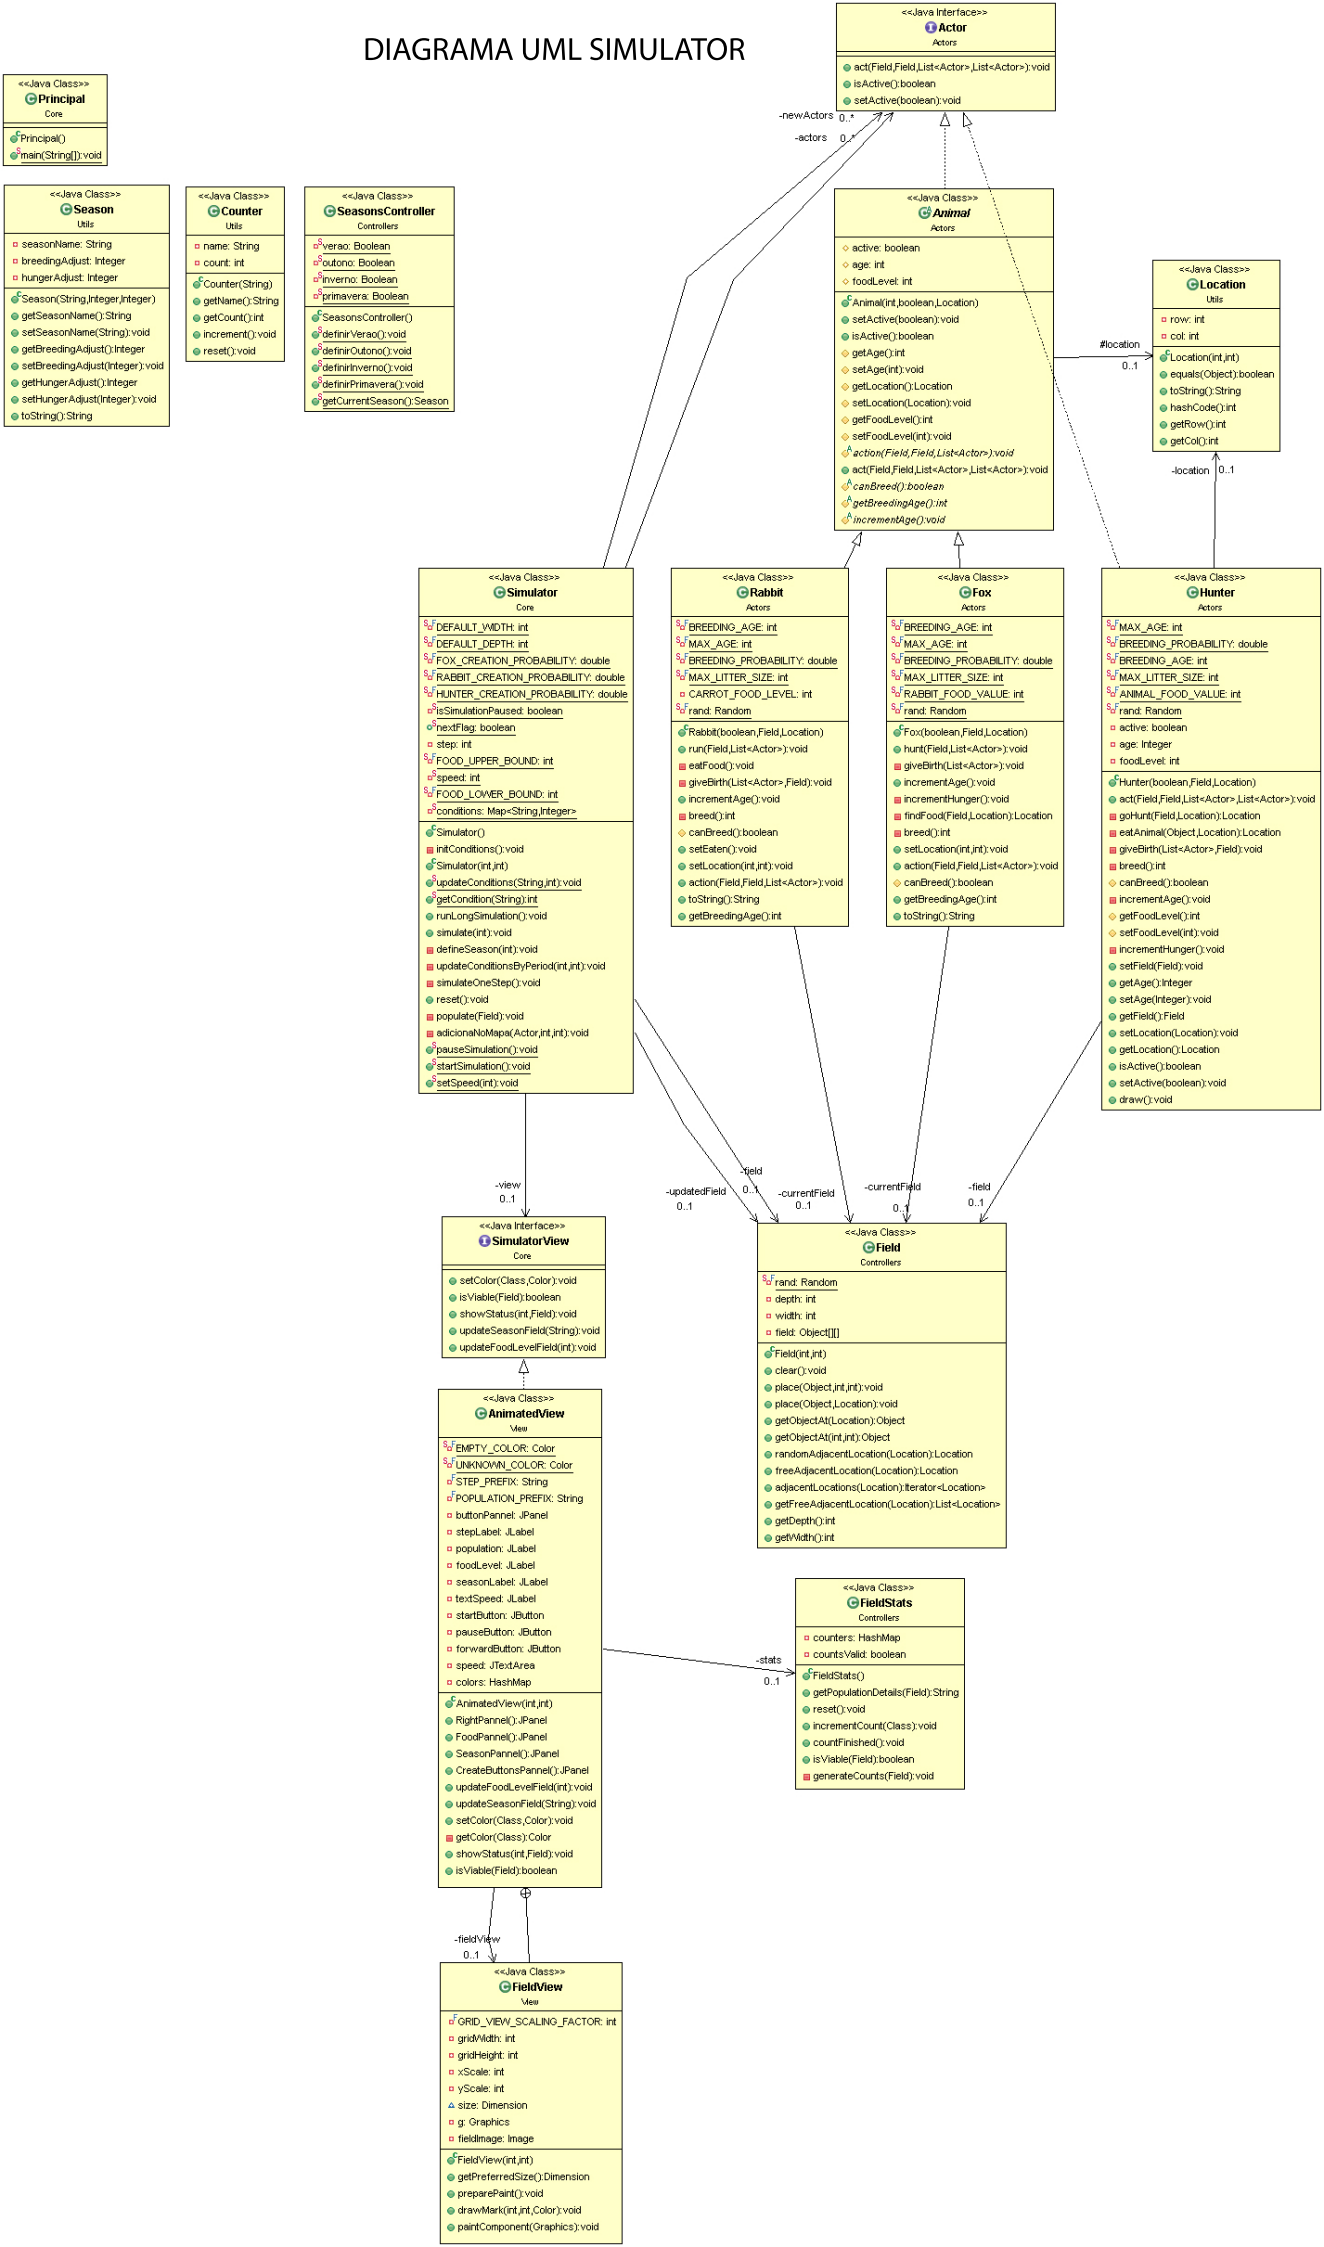 DIAGRAMA UML SIMULATOR
<<Java Interface>>
Actor
Actors
act(Field,Field,List<Actor>,List<Actor>):void
isActive():boolean
setActive(boolean):void
<<Java Class>>
Principal
Core
Principal()
main(String[]):void
-newActors
0..*
-actors
0..*
<<Java Class>>
Season
Utils
seasonName: String
breedingAdjust: Integer
hungerAdjust: Integer
Season(String,Integer,Integer)
getSeasonName():String
setSeasonName(String):void
getBreedingAdjust():Integer
setBreedingAdjust(Integer):void
getHungerAdjust():Integer
setHungerAdjust(Integer):void
toString():String
<<Java Class>>
Counter
Utils
name: String
count: int
Counter(String)
getName():String
getCount():int
increment():void
reset():void
<<Java Class>>
SeasonsController
Controllers
verao: Boolean
outono: Boolean
inverno: Boolean
primavera: Boolean
SeasonsController()
definirVerao():void
definirOutono():void
definirInverno():void
definirPrimavera():void
getCurrentSeason():Season
<<Java Class>>
Animal
Actors
active: boolean
age: int
foodLevel: int
Animal(int,boolean,Location)
setActive(boolean):void
isActive():boolean
getAge():int
setAge(int):void
getLocation():Location
setLocation(Location):void
getFoodLevel():int
setFoodLevel(int):void
action(Field,Field,List<Actor>):void
act(Field,Field,List<Actor>,List<Actor>):void
canBreed():boolean
getBreedingAge():int
incrementAge():void
#location
0..1
<<Java Class>>
Location
Utils
row: int
col: int
Location(int,int)
equals(Object):boolean
toString():String
hashCode():int
getRow():int
getCol():int
-location
0..1
<<Java Class>>
Simulator
Core
DEFAULT_WIDTH: int
DEFAULT_DEPTH: int
FOX_CREATION_PROBABILITY: double
RABBIT_CREATION_PROBABILITY: double
HUNTER_CREATION_PROBABILITY: double
isSimulationPaused: boolean
nextFlag: boolean
step: int
FOOD_UPPER_BOUND: int
speed: int
FOOD_LOWER_BOUND: int
conditions: Map<String,Integer>
Simulator()
initConditions():void
Simulator(int,int)
updateConditions(String,int):void
getCondition(String):int
runLongSimulation():void
simulate(int):void
defineSeason(int):void
updateConditionsByPeriod(int,int):void
simulateOneStep():void
reset():void
populate(Field):void
adicionaNoMapa(Actor,int,int):void
pauseSimulation():void
startSimulation():void
setSpeed(int):void
<<Java Class>>
Rabbit
Actors
BREEDING_AGE: int
MAX_AGE: int
BREEDING_PROBABILITY: double
MAX_LITTER_SIZE: int
CARROT_FOOD_LEVEL: int
rand: Random
Rabbit(boolean,Field,Location)
run(Field,List<Actor>):void
eatFood():void
giveBirth(List<Actor>,Field):void
incrementAge():void
breed():int
canBreed():boolean
setEaten():void
setLocation(int,int):void
action(Field,Field,List<Actor>):void
toString():String
getBreedingAge():int
<<Java Class>>
Fox
Actors
BREEDING_AGE: int
MAX_AGE: int
BREEDING_PROBABILITY: double
MAX_LITTER_SIZE: int
RABBIT_FOOD_VALUE: int
rand: Random
Fox(boolean,Field,Location)
hunt(Field,List<Actor>):void
giveBirth(List<Actor>):void
incrementAge():void
incrementHunger():void
findFood(Field,Location):Location
breed():int
setLocation(int,int):void
action(Field,Field,List<Actor>):void
canBreed():boolean
getBreedingAge():int
toString():String
<<Java Class>>
Hunter
Actors
MAX_AGE: int
BREEDING_PROBABILITY: double
BREEDING_AGE: int
MAX_LITTER_SIZE: int
ANIMAL_FOOD_VALUE: int
rand: Random
active: boolean
age: Integer
foodLevel: int
Hunter(boolean,Field,Location)
act(Field,Field,List<Actor>,List<Actor>):void
goHunt(Field,Location):Location
eatAnimal(Object,Location):Location
giveBirth(List<Actor>,Field):void
breed():int
canBreed():boolean
incrementAge():void
getFoodLevel():int
setFoodLevel(int):void
incrementHunger():void
setField(Field):void
getAge():Integer
setAge(Integer):void
getField():Field
setLocation(Location):void
getLocation():Location
isActive():boolean
setActive(boolean):void
draw():void
-view
0..1
-updatedField
0..1
-field
0..1
-currentField
0..1
-currentField
0..1
-field
0..1
<<Java Interface>>
SimulatorView
Core
setColor(Class,Color):void
isViable(Field):boolean
showStatus(int,Field):void
updateSeasonField(String):void
updateFoodLevelField(int):void
<<Java Class>>
Field
Controllers
rand: Random
depth: int
width: int
field: Object[][]
Field(int,int)
clear():void
place(Object,int,int):void
place(Object,Location):void
getObjectAt(Location):Object
getObjectAt(int,int):Object
randomAdjacentLocation(Location):Location
freeAdjacentLocation(Location):Location
adjacentLocations(Location):Iterator<Location>
getFreeAdjacentLocation(Location):List<Location>
getDepth():int
getWidth():int
<<Java Class>>
AnimatedView
View
EMPTY_COLOR: Color
UNKNOWN_COLOR: Color
STEP_PREFIX: String
POPULATION_PREFIX: String
buttonPannel: JPanel
stepLabel: JLabel
population: JLabel
foodLevel: JLabel
seasonLabel: JLabel
textSpeed: JLabel
startButton: JButton
pauseButton: JButton
forwardButton: JButton
speed: JTextArea
colors: HashMap
AnimatedView(int,int)
RightPannel():JPanel
FoodPannel():JPanel
SeasonPannel():JPanel
CreateButtonsPannel():JPanel
updateFoodLevelField(int):void
updateSeasonField(String):void
setColor(Class,Color):void
getColor(Class):Color
showStatus(int,Field):void
isViable(Field):boolean
-stats
0..1
<<Java Class>>
FieldStats
Controllers
counters: HashMap
countsValid: boolean
FieldStats()
getPopulationDetails(Field):String
reset():void
incrementCount(Class):void
countFinished():void
isViable(Field):boolean
generateCounts(Field):void
-fieldView
0..1
<<Java Class>>
FieldView
View
GRID_VIEW_SCALING_FACTOR: int
gridWidth: int
gridHeight: int
xScale: int
yScale: int
size: Dimension
g: Graphics
fieldImage: Image
FieldView(int,int)
getPreferredSize():Dimension
preparePaint():void
drawMark(int,int,Color):void
paintComponent(Graphics):void